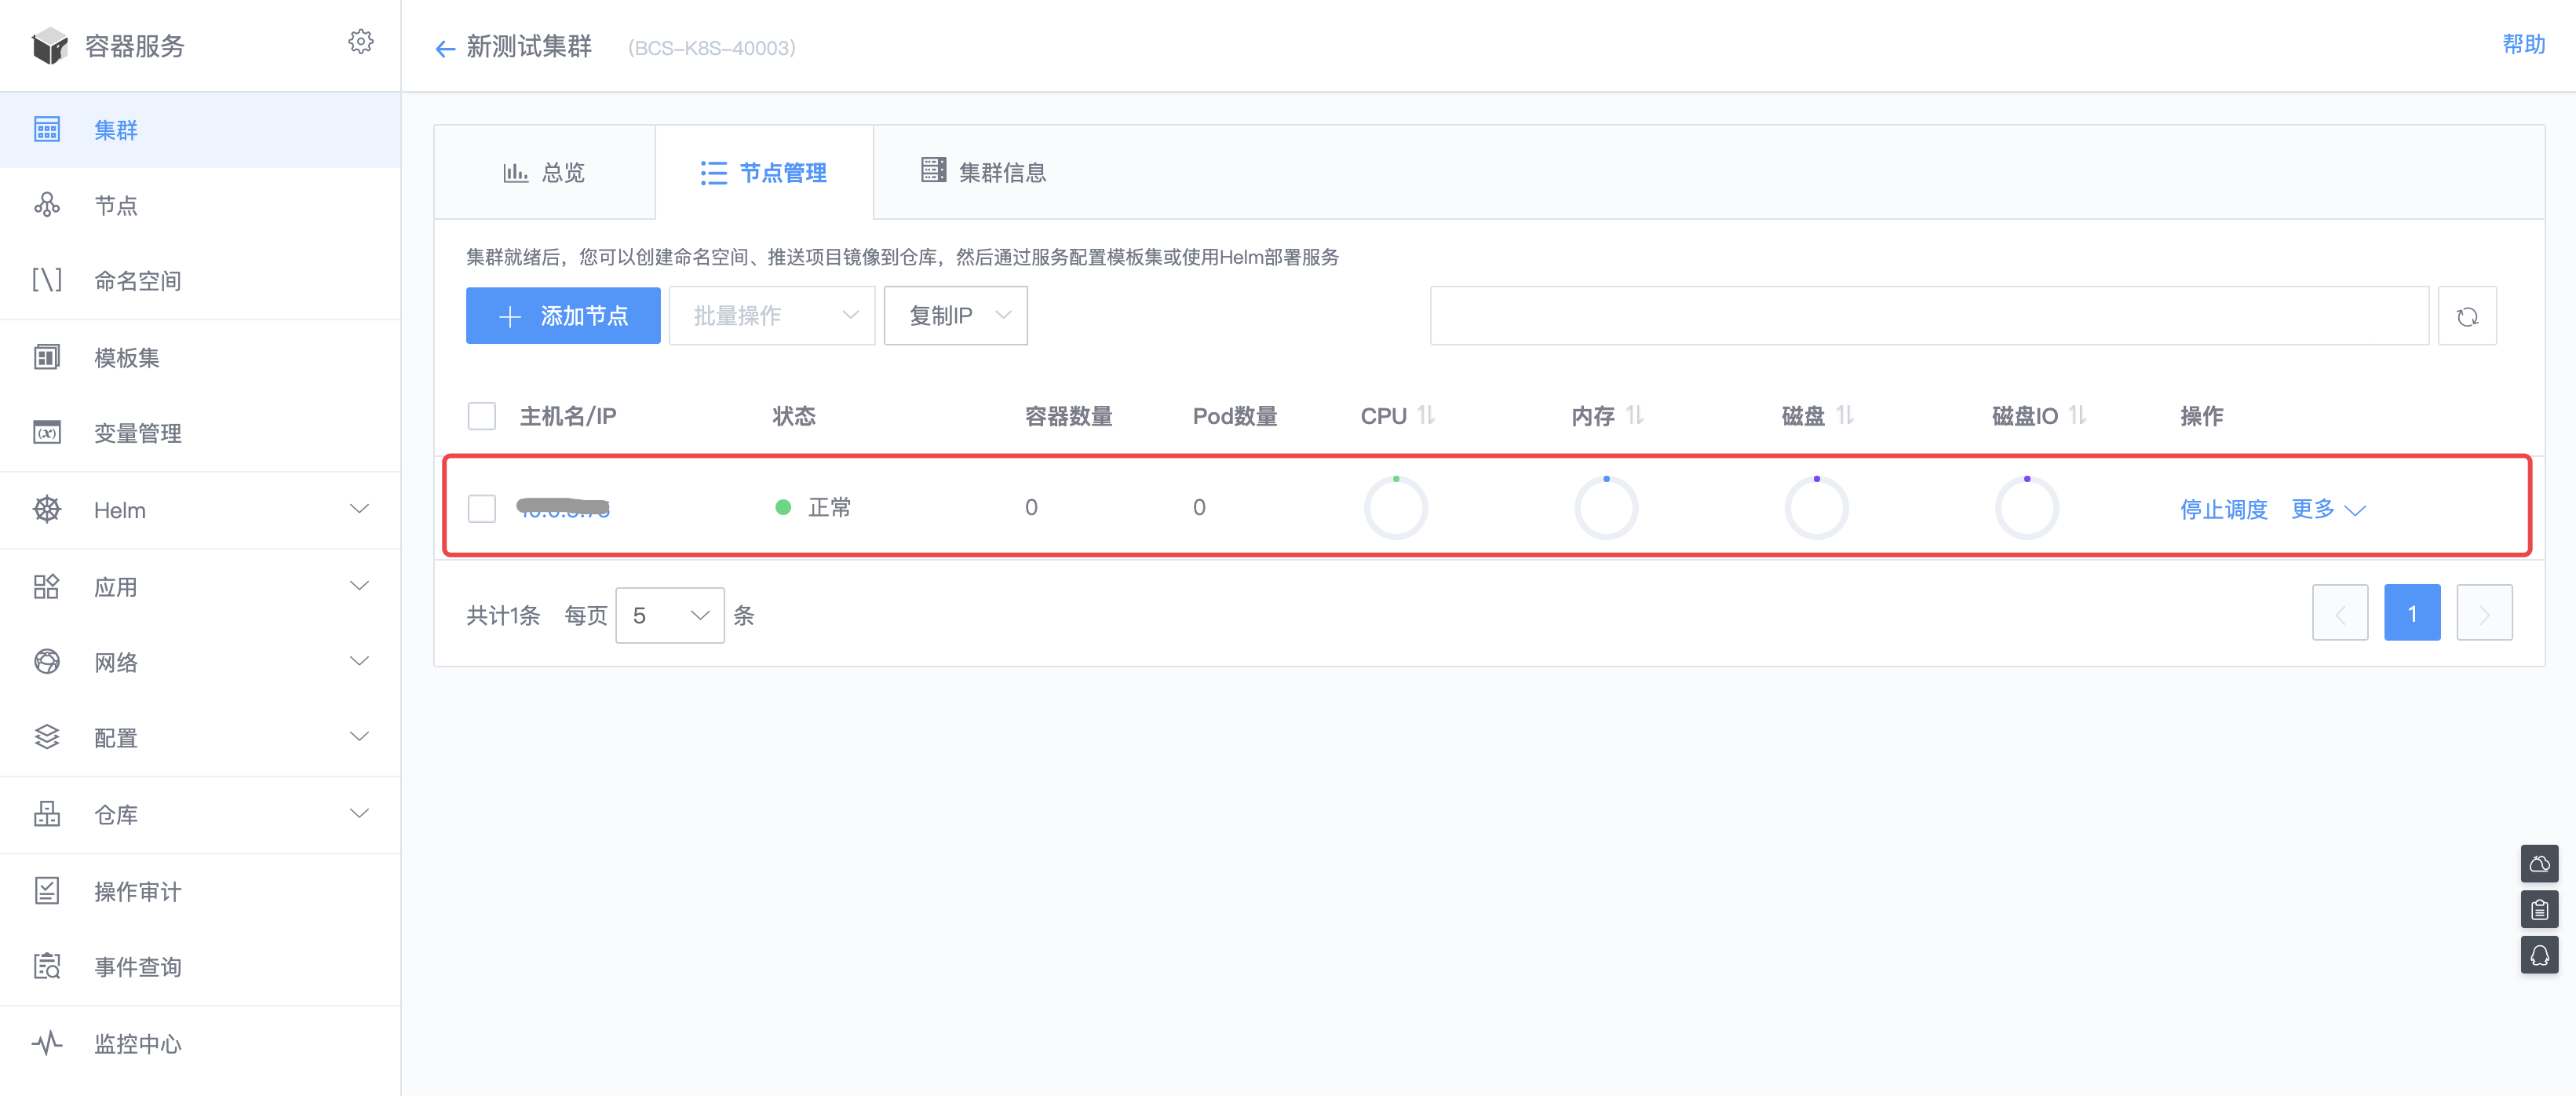 容器服务
新测试集群 (BCS-K8S-40003)
帮助
集群
节点
命名空间
模板集
变量管理
Helm
应用
网络
配置
仓库
操作审计
事件查询
监控中心
总览
节点管理
集群信息
集群就绪后，您可以创建命名空间、推送项目镜像到仓库，然后通过服务配置模板集或使用Helm部署服务
添加节点 批量操作 复制IP
主机名/IP 状态 容器数量 Pod数量 CPU 内存 磁盘 磁盘IO 操作
正常 0 0 停止调度 更多
共计1条 每页 5 条
1